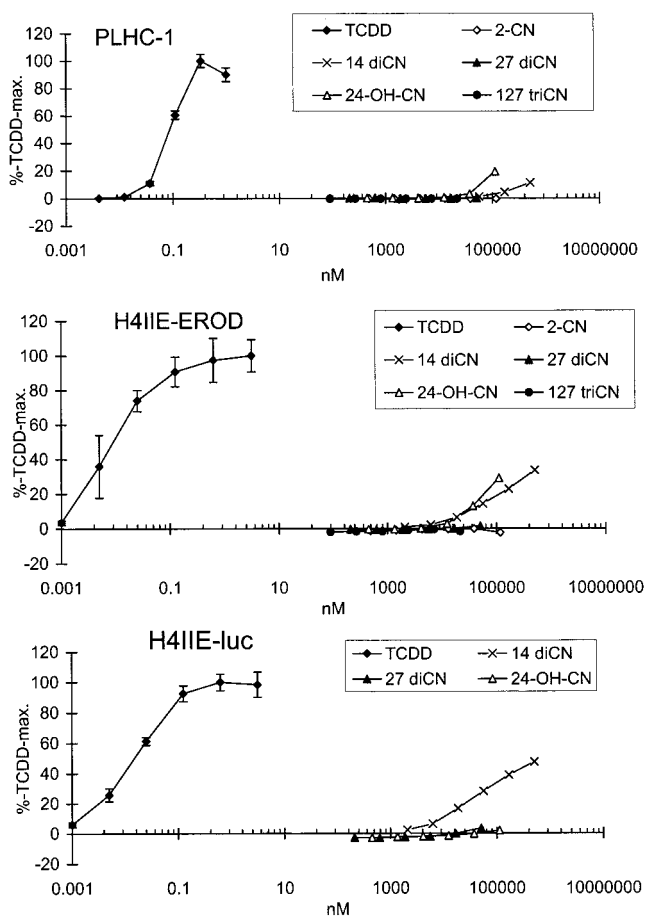 PLHC-1
TCDD
2-CN
14 diCN
27 diCN
24-OH-CN
127 triCN
%-TCDD-max.
120
100
80
60
40
20
0
-20
0.001
0.1
10
1000
100000
10000000
nM
H4IIE-EROD
TCDD
2-CN
14 diCN
27 diCN
24-OH-CN
127 triCN
%-TCDD-max.
120
100
80
60
40
20
0
-20
0.001
0.1
10
1000
100000
10000000
nM
H4IIE-luc
TCDD
14 diCN
27 diCN
24-OH-CN
%-TCDD-max.
120
100
80
60
40
20
0
-20
0.001
0.1
10
1000
100000
10000000
nM